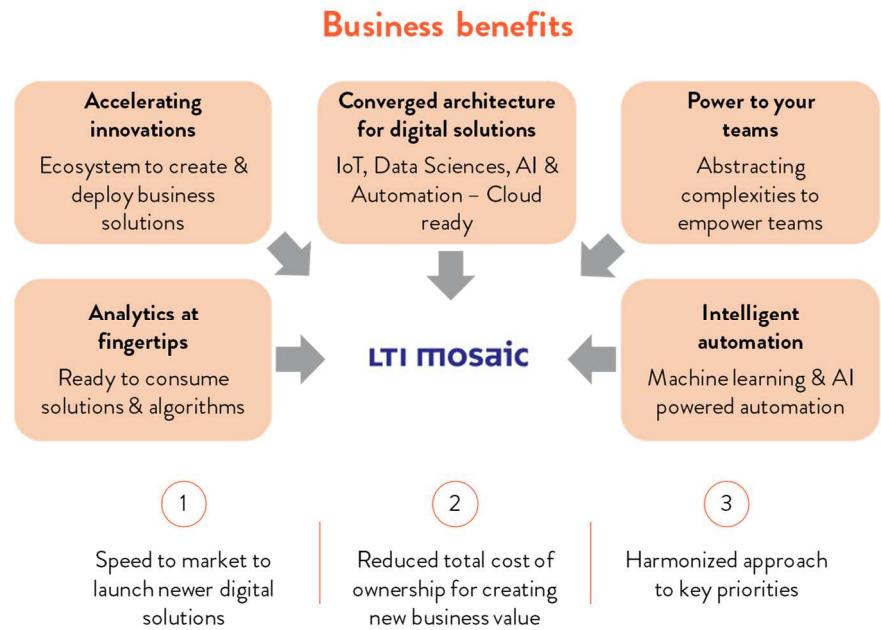 Business benefits
Accelerating
innovations
Ecosystem to create &
deploy business
solutions
Converged architecture
for digital solutions
IoT, Data Sciences, AI &
Automation – Cloud
ready
Power to your
teams
Abstracting
complexities to
empower teams
Analytics at
fingertips
Ready to consume
solutions & algorithms
LTI mosaic
Intelligent
automation
Machine learning & AI
powered automation
1
Speed to market to
launch newer digital
solutions
2
Reduced total cost of
ownership for creating
new business value
3
Harmonized approach
to key priorities